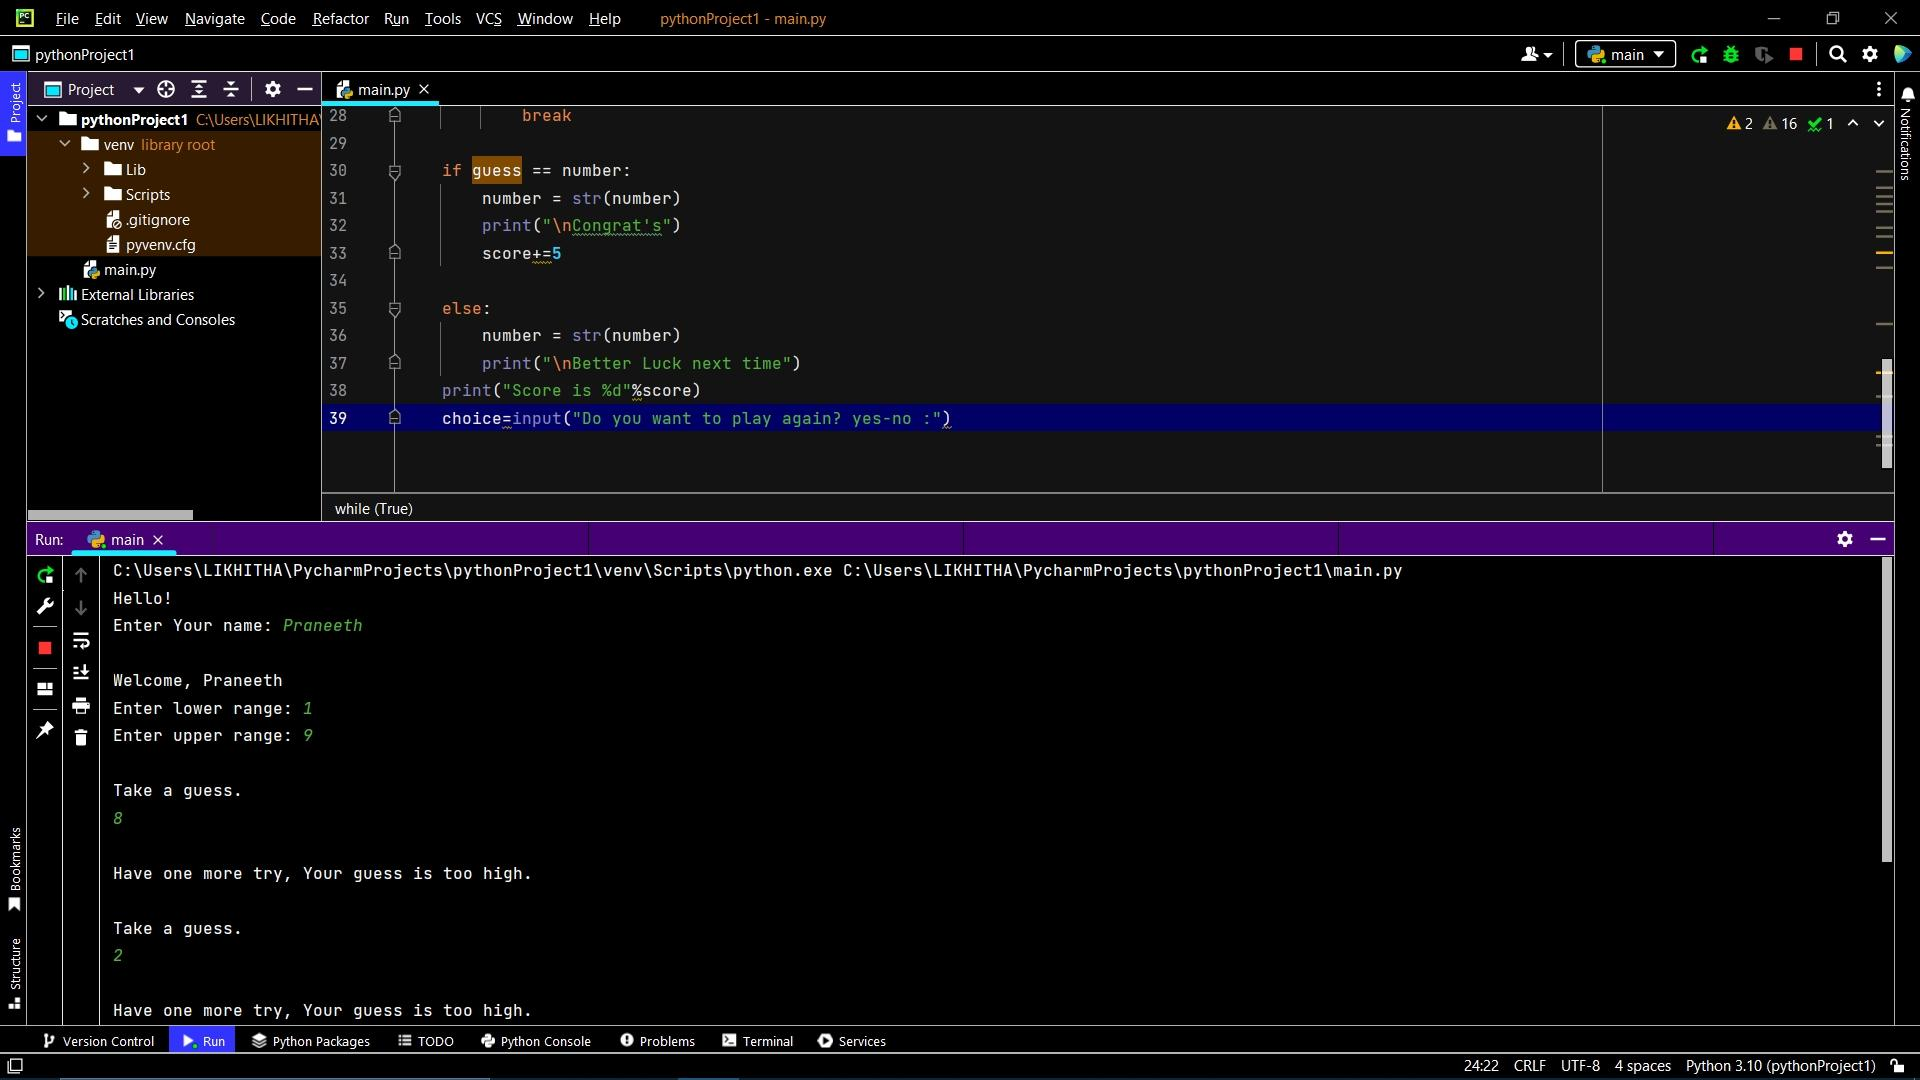 PC File Edit View Navigate Code Refactor Run Tools VCS Window Help pythonProject1 - main.py
pythonProject1 main
Project main.py
pythonProject1 C:\Users\LIKHITHA\
venv library root
Lib
Scripts
.gitignore
pyvenv.cfg
main.py
External Libraries
Scratches and Consoles
Project
Bookmarks
Structure
Notifications
2 16 1
28 break
29
30 if guess == number:
31 number = str(number)
32 print("\nCongrat's")
33 score+=5
34
35 else:
36 number = str(number)
37 print("\nBetter Luck next time")
38 print("Score is %d"%score)
39 choice=input("Do you want to play again? yes-no :")
while (True)
Run: main
C:\Users\LIKHITHA\PycharmProjects\pythonProject1\venv\Scripts\python.exe C:\Users\LIKHITHA\PycharmProjects\pythonProject1\main.py
Hello!
Enter Your name: Praneeth
Welcome, Praneeth
Enter lower range: 1
Enter upper range: 9
Take a guess.
8
Have one more try, Your guess is too high.
Take a guess.
2
Have one more try, Your guess is too high.
Version Control Run Python Packages TODO Python Console Problems Terminal Services
24:22 CRLF UTF-8 4 spaces Python 3.10 (pythonProject1)